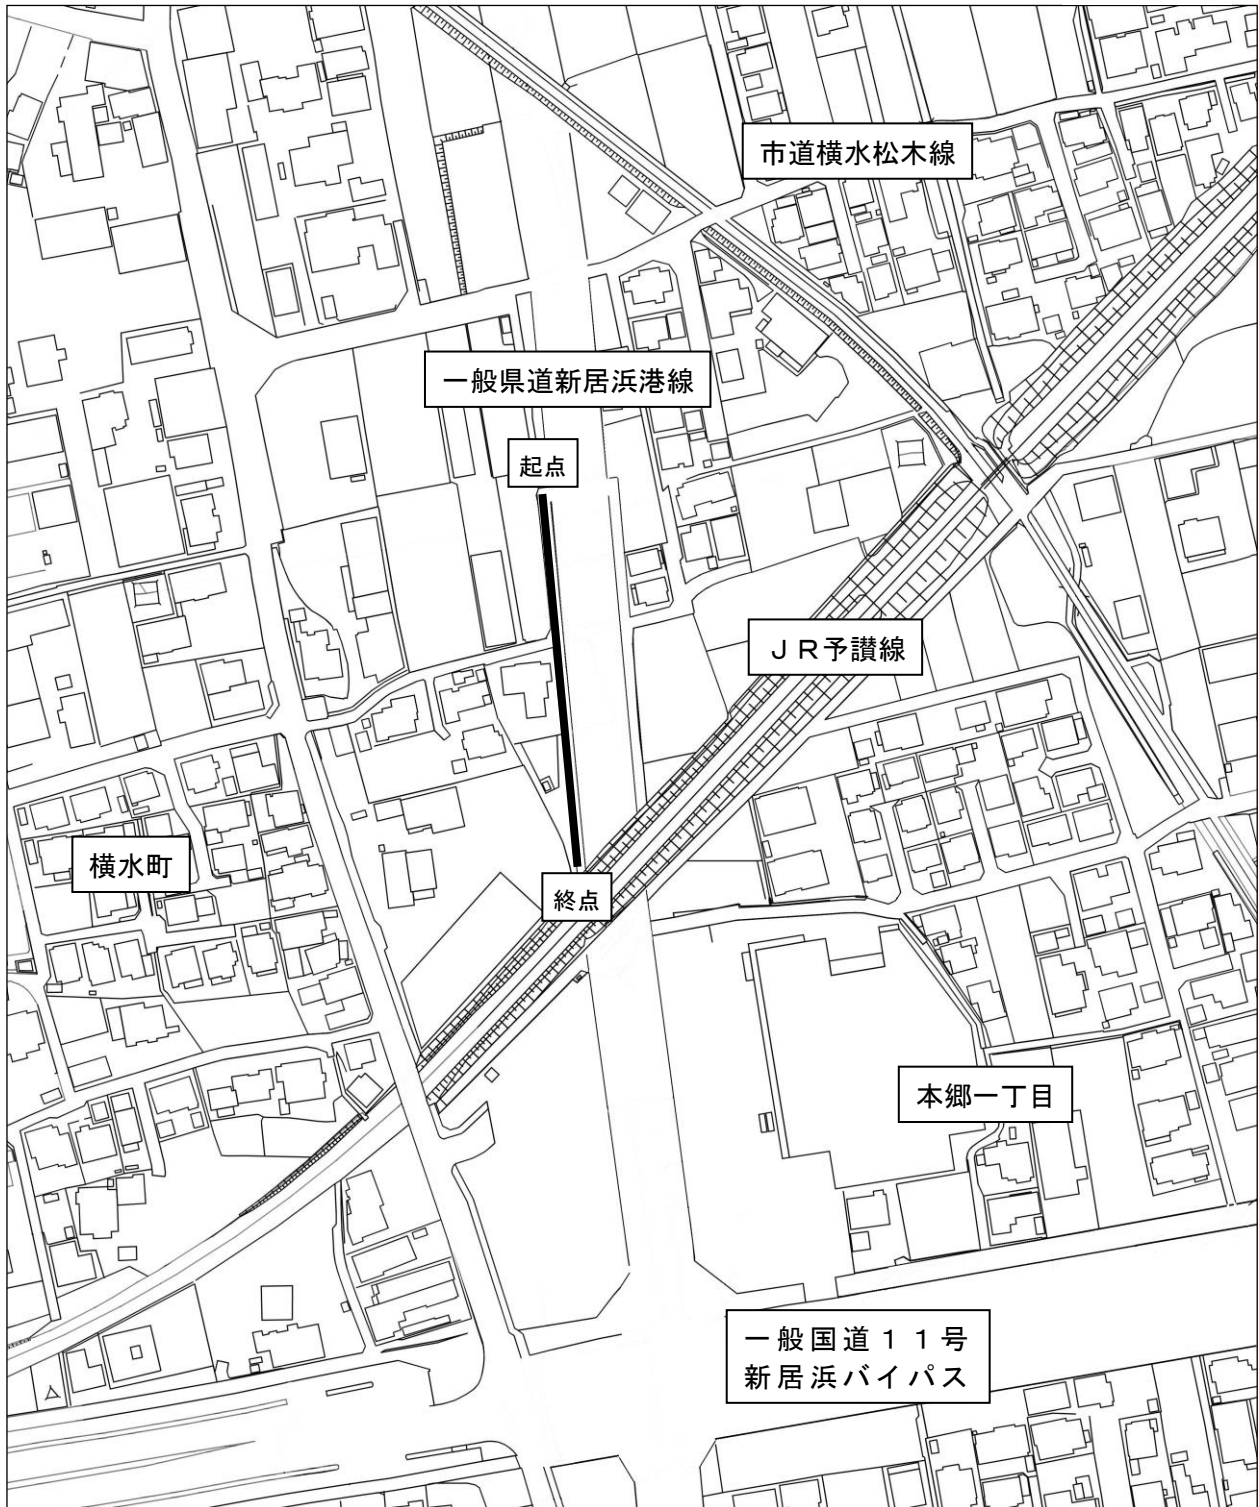 市道横水松木線
一般県道新居浜港線
起点
ＪＲ予讃線
横水町
終点
本郷一丁目
一般国道１１号
新居浜バイパス